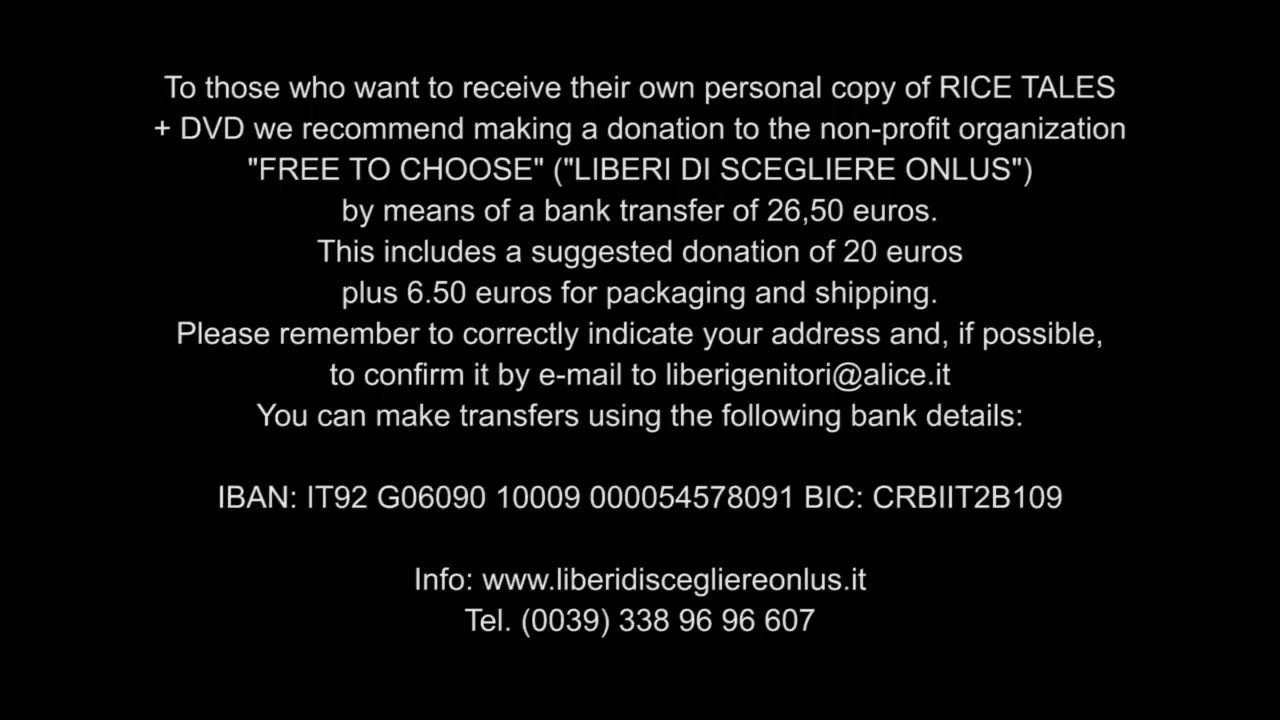 To those who want to receive their own personal copy of RICE TALES
+ DVD we recommend making a donation to the non-profit organization
"FREE TO CHOOSE" ("LIBERI DI SCEGLIERE ONLUS")
by means of a bank transfer of 26,50 euros.
This includes a suggested donation of 20 euros
plus 6.50 euros for packaging and shipping.
Please remember to correctly indicate your address and, if possible,
to confirm it by e-mail to liberigenitori@alice.it
You can make transfers using the following bank details:
IBAN: IT92 G06090 10009 000054578091 BIC: CRBIIT2B109
Info: www.liberidiscegliereonlus.it
Tel. (0039) 338 96 96 607